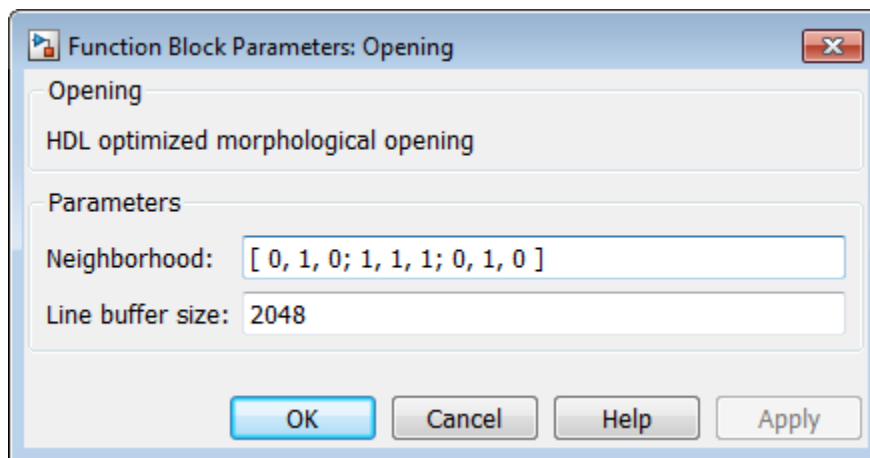 Function Block Parameters: Opening
Opening
HDL optimized morphological opening
Parameters
Neighborhood: [ 0, 1, 0; 1, 1, 1; 0, 1, 0 ]
Line buffer size: 2048
OK Cancel Help Apply